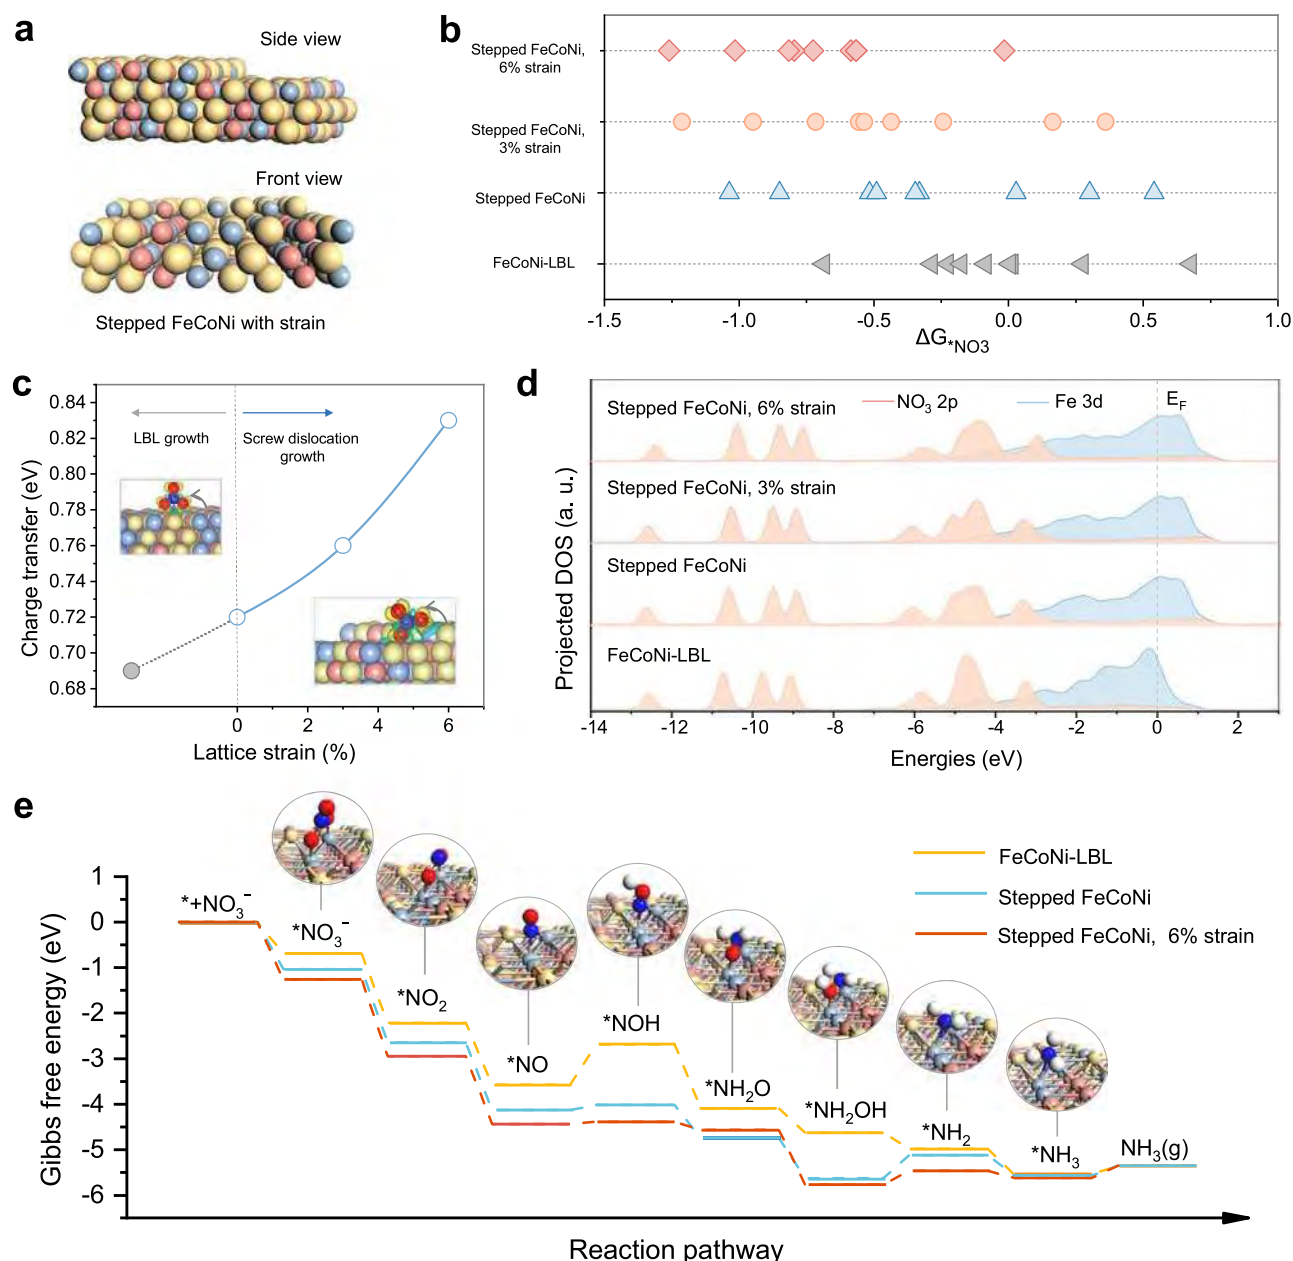 a
Side view
Front view
Stepped FeCoNi with strain
b
Stepped FeCoNi,
6% strain
Stepped FeCoNi,
3% strain
Stepped FeCoNi
FeCoNi-LBL
-1.5 -1.0 -0.5 0.0 0.5 1.0
ΔG*NO3
c
Charge transfer (eV)
0.84
0.82
0.80
0.78
0.76
0.74
0.72
0.70
0.68
LBL growth
Screw dislocation
growth
0 2 4 6
Lattice strain (%)
d
Projected DOS (a. u.)
Stepped FeCoNi, 6% strain
NO3 2p
Fe 3d
EF
Stepped FeCoNi, 3% strain
Stepped FeCoNi
FeCoNi-LBL
-14 -12 -10 -8 -6 -4 -2 0 2
Energies (eV)
e
Gibbs free energy (eV)
1
0
-1
-2
-3
-4
-5
-6
*+NO3−
*NO3−
*NO2
*NO
*NOH
*NH2O
*NH2OH
*NH2
*NH3
NH3(g)
FeCoNi-LBL
Stepped FeCoNi
Stepped FeCoNi, 6% strain
Reaction pathway